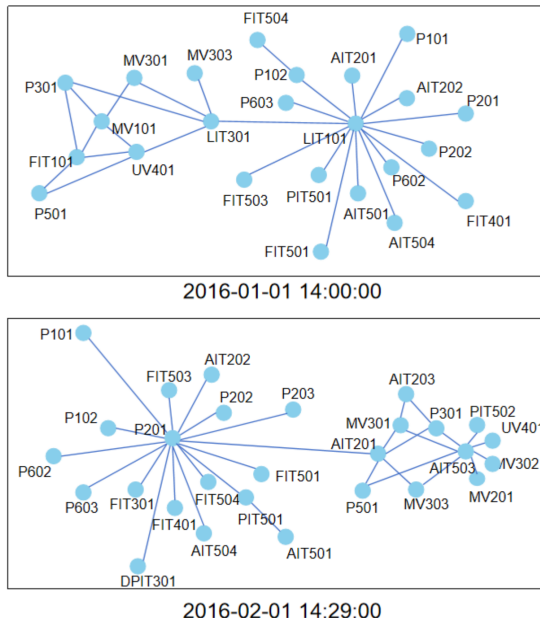 FIT504
P101
MV303
MV301
AIT201
P102
P301
AIT202
P603
P201
MV101
LIT301
LIT101
P202
FIT101
UV401
P602
P501
FIT503
PIT501
AIT501
FIT401
AIT504
FIT501
2016-01-01 14:00:00
P101
AIT202
FIT503
AIT203
P203
P202
P102
P201
MV301
P301
PIT502
UV401
AIT201
AIT503
MV302
P602
FIT501
P603
FIT301
FIT504
P501
MV303
MV201
FIT401
PIT501
AIT504
AIT501
DPIT301
2016-02-01 14:29:00